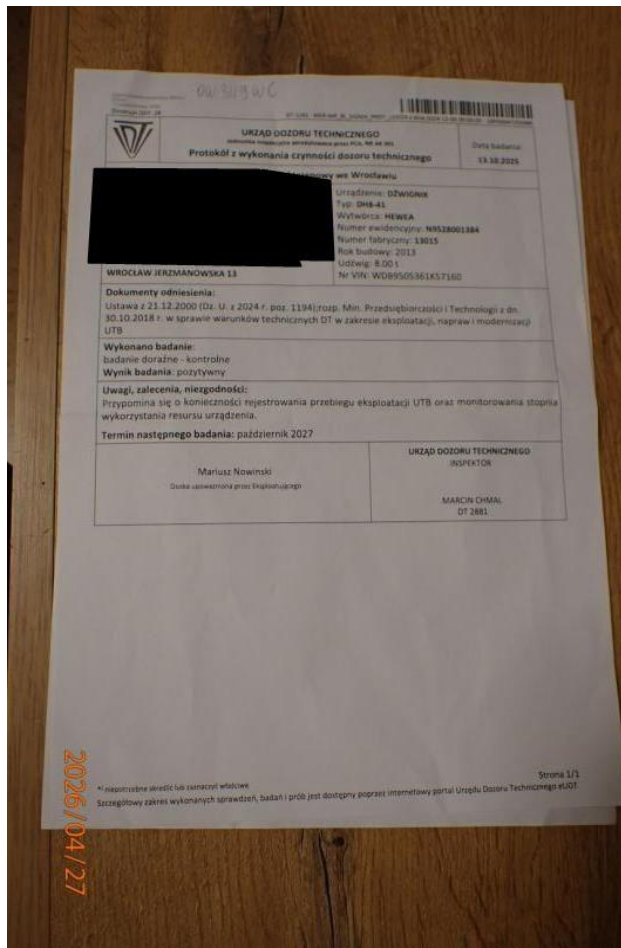 DW 3U9WC
URZĄD DOZORU TECHNICZNEGO
Protokół z wykonania czynności dozoru technicznego
Data badania:
13.10.2025
we Wrocławiu
Urządzenie: DŹWIGNIK
Typ: DHB-41
Wytwórca: HEWEA
Numer ewidencyjny: N9528001384
Numer fabryczny: 13015
Rok budowy: 2013
Udźwig: 8.00 t
Nr VIN: WDB9505361K57160
WROCŁAW JERZMANOWSKA 13
Dokumenty odniesienia:
Ustawa z 21.12.2000 (Dz. U. z 2024 r. poz. 1194);rozp. Min. Przedsiębiorczości i Technologii z dn.
30.10.2018 r. w sprawie warunków technicznych DT w zakresie eksploatacji, napraw i modernizacji
UTB
Wykonano badanie:
badanie doraźne - kontrolne
Wynik badania: pozytywny
Uwagi, zalecenia, niezgodności:
Przypomina się o konieczności rejestrowania przebiegu eksploatacji UTB oraz monitorowania stopnia
wykorzystania resursu urządzenia.
Termin następnego badania: październik 2027
Mariusz Nowinski
Osoba upoważniona przez Eksploatującego
URZĄD DOZORU TECHNICZNEGO
INSPEKTOR
MARCIN CHMAL
DT 2881
Strona 1/1
*) niepotrzebne skreślić lub zaznaczyć właściwe
Szczegółowy zakres wykonanych sprawdzeń, badań i prób jest dostępny poprzez internetowy portal Urzędu Dozoru Technicznego eUDT
2026/04/27